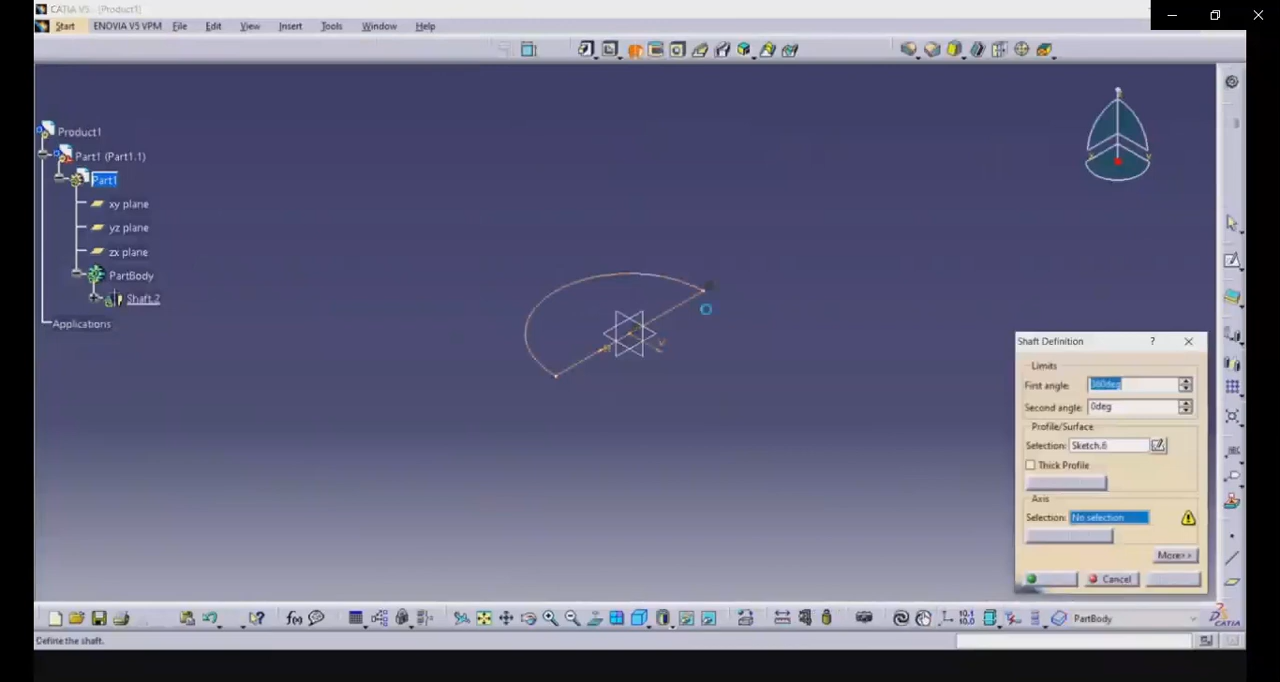 CATIA V5 - [Product1]
Start ENOVIA V5 VPM File Edit View Insert Tools Window Help
Product1
Part1 (Part1.1)
Part1
xy plane
yz plane
zx plane
PartBody
Shaft.2
Applications
Shaft Definition ?
Limits
First angle: 360deg
Second angle: 0deg
Profile/Surface
Selection: Sketch.6
Thick Profile
Axis
Selection: No selection
More>>
Cancel
PartBody
CATIA
Define the shaft.